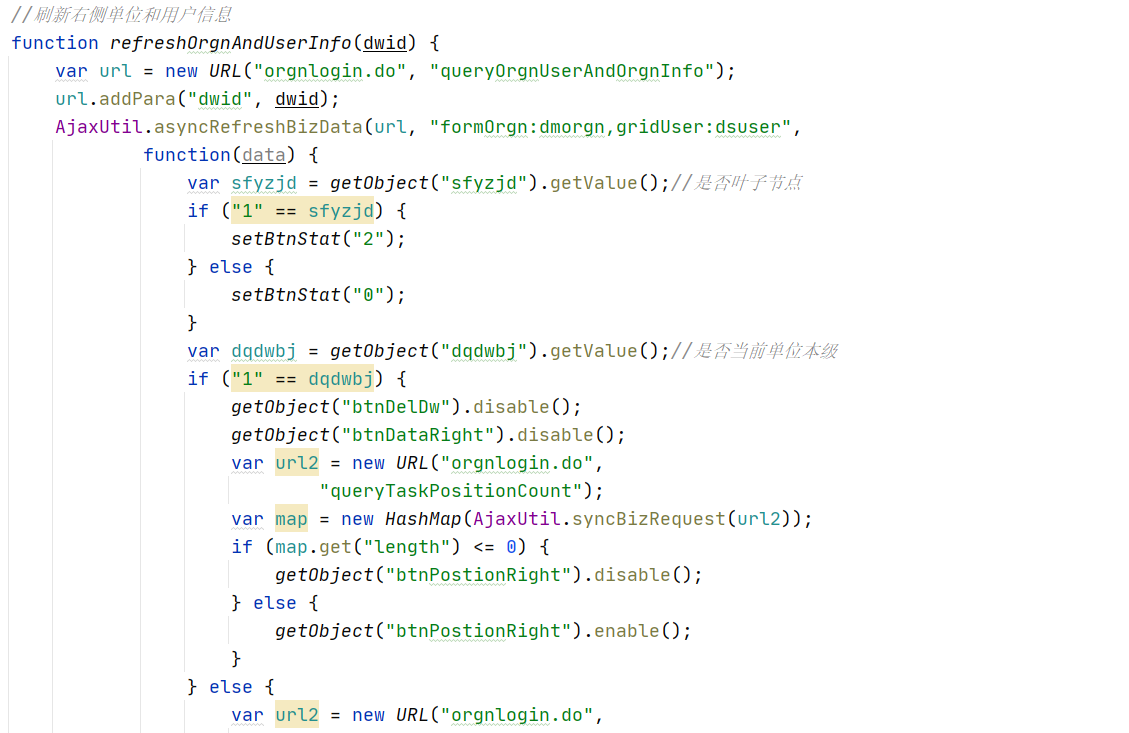 //刷新右侧单位和用户信息
function refreshOrgnAndUserInfo(dwid) {
    var url = new URL("orgnlogin.do", "queryOrgnUserAndOrgnInfo");
    url.addPara("dwid", dwid);
    AjaxUtil.asyncRefreshBizData(url, "formOrgn:dmorgn,gridUser:dsuser",
            function(data) {
                var sfyzjd = getObject("sfyzjd").getValue();//是否叶子节点
                if ("1" == sfyzjd) {
                    setBtnStat("2");
                } else {
                    setBtnStat("0");
                }
                var dqdwbj = getObject("dqdwbj").getValue();//是否当前单位本级
                if ("1" == dqdwbj) {
                    getObject("btnDelDw").disable();
                    getObject("btnDataRight").disable();
                    var url2 = new URL("orgnlogin.do",
                            "queryTaskPositionCount");
                    var map = new HashMap(AjaxUtil.syncBizRequest(url2));
                    if (map.get("length") <= 0) {
                        getObject("btnPostionRight").disable();
                    } else {
                        getObject("btnPostionRight").enable();
                    }
                } else {
                    var url2 = new URL("orgnlogin.do",